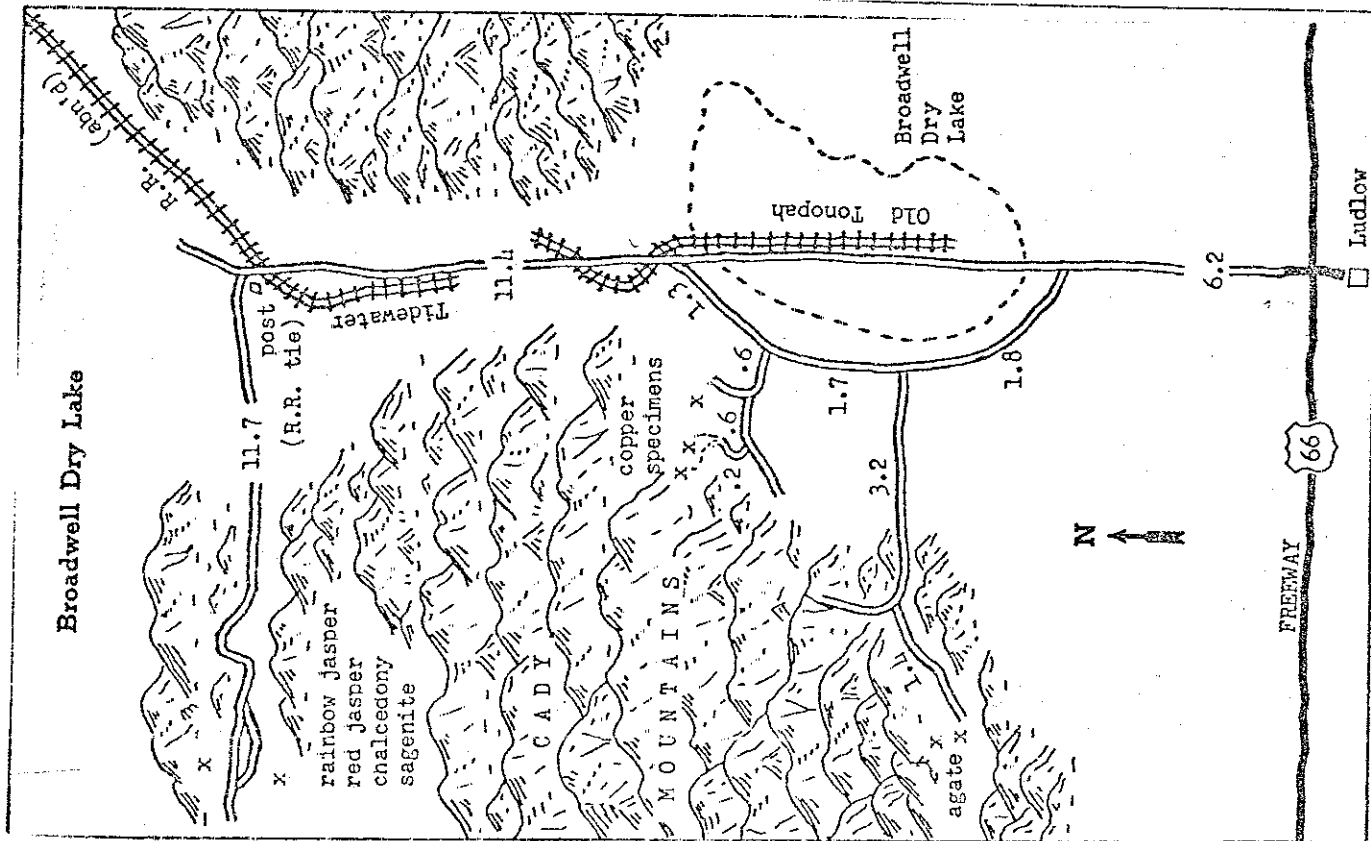 Broadwell Dry Lake
R.R. (abn'd)
11.7
post
(R.R. tie)
Tidewater
11.4
rainbow jasper
red jasper
chalcedony
sagenite
CADY
MOUNTAINS
copper
specimens
.2
.6
.6
1.3
1.7
1.8
3.2
1.4
agate
Old
Tonopah
Broadwell
Dry
Lake
6.2
N
FREEWAY
66
Ludlow
x
x
x
x
x
x
x